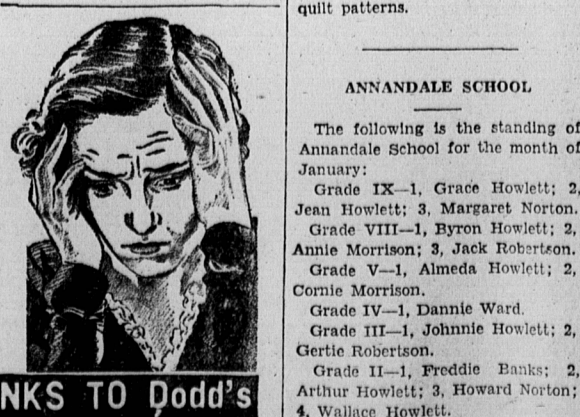 NKS TO Dodd's
quilt patterns.
ANNANDALE SCHOOL
The following is the standing of
Annandale School for the month of
January:
Grade IX—1, Grace Howlett; 2,
Jean Howlett; 3, Margaret Norton.
Grade VIII—1, Byron Howlett; 2,
Annie Morrison; 3, Jack Robertson.
Grade V—1, Almeda Howlett; 2,
Cornie Morrison.
Grade IV—1, Dannie Ward.
Grade III—1, Johnnie Howlett; 2,
Gertie Robertson.
Grade II—1, Freddie Banks; 2,
Arthur Howlett; 3, Howard Norton;
4, Wallace Howlett.